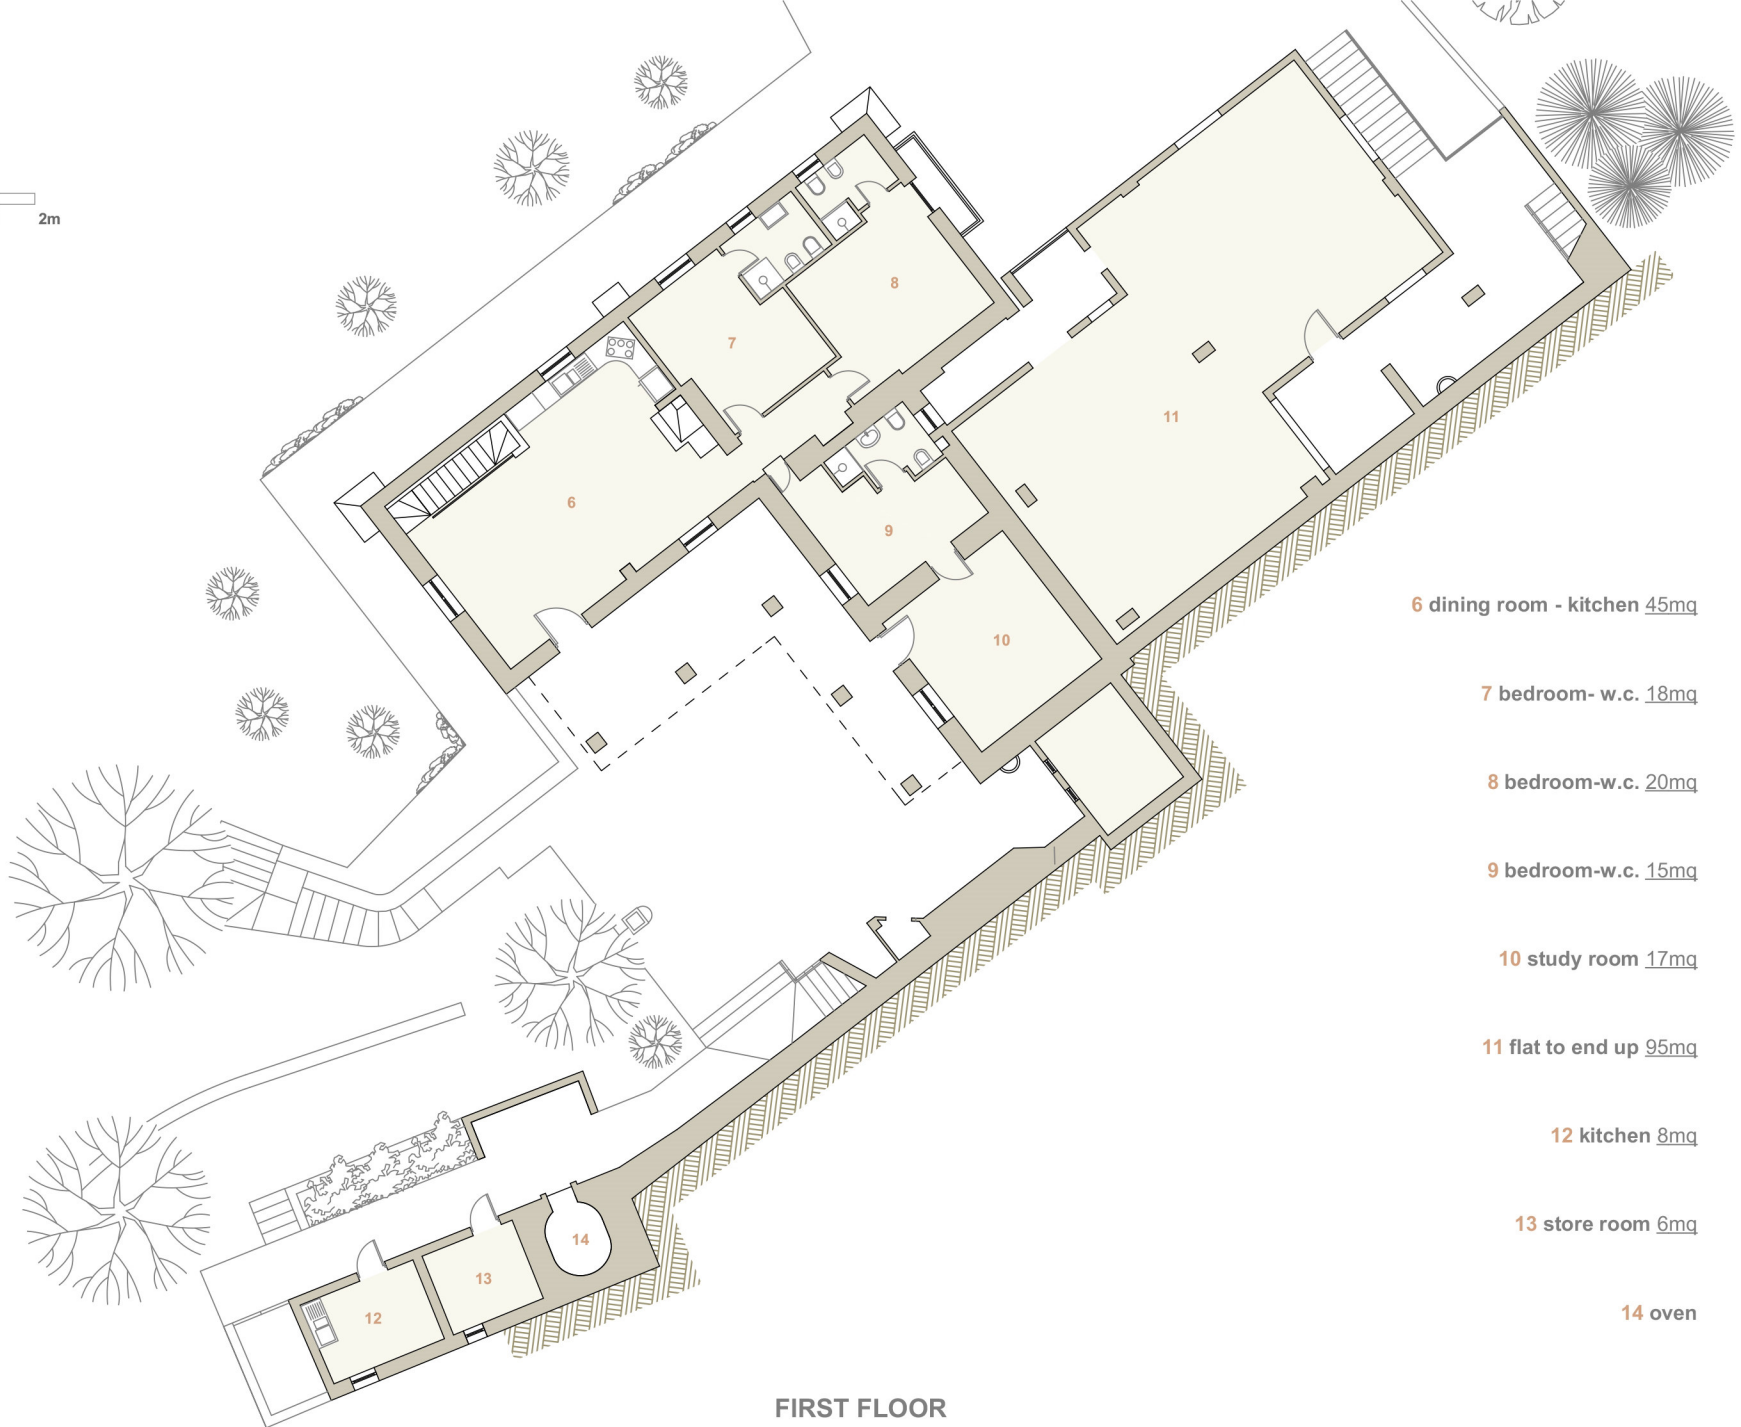 2m
8
7
11
6
9
10
6 dining room - kitchen 45mq
7 bedroom- w.c. 18mq
8 bedroom-w.c. 20mq
9 bedroom-w.c. 15mq
10 study room 17mq
11 flat to end up 95mq
12 kitchen 8mq
13 store room 6mq
14 oven
14
13
12
FIRST FLOOR